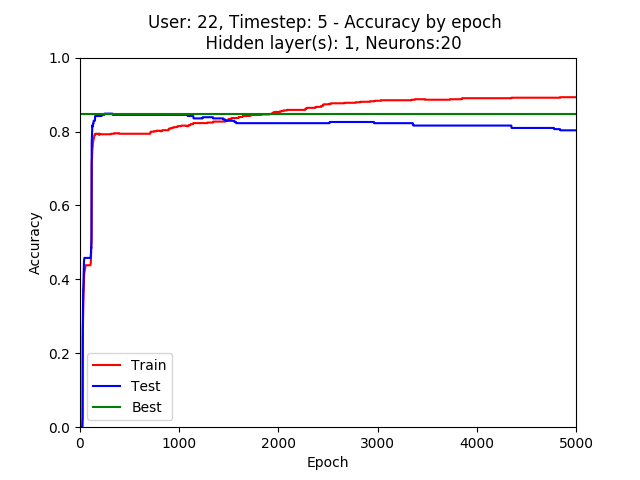 User: 22, Timestep: 5 - Accuracy by epoch
Hidden layer(s): 1, Neurons:20
1.0
0.8
0.6
0.4
0.2
0.0
Accuracy
Train
Test
Best
0 1000 2000 3000 4000 5000
Epoch